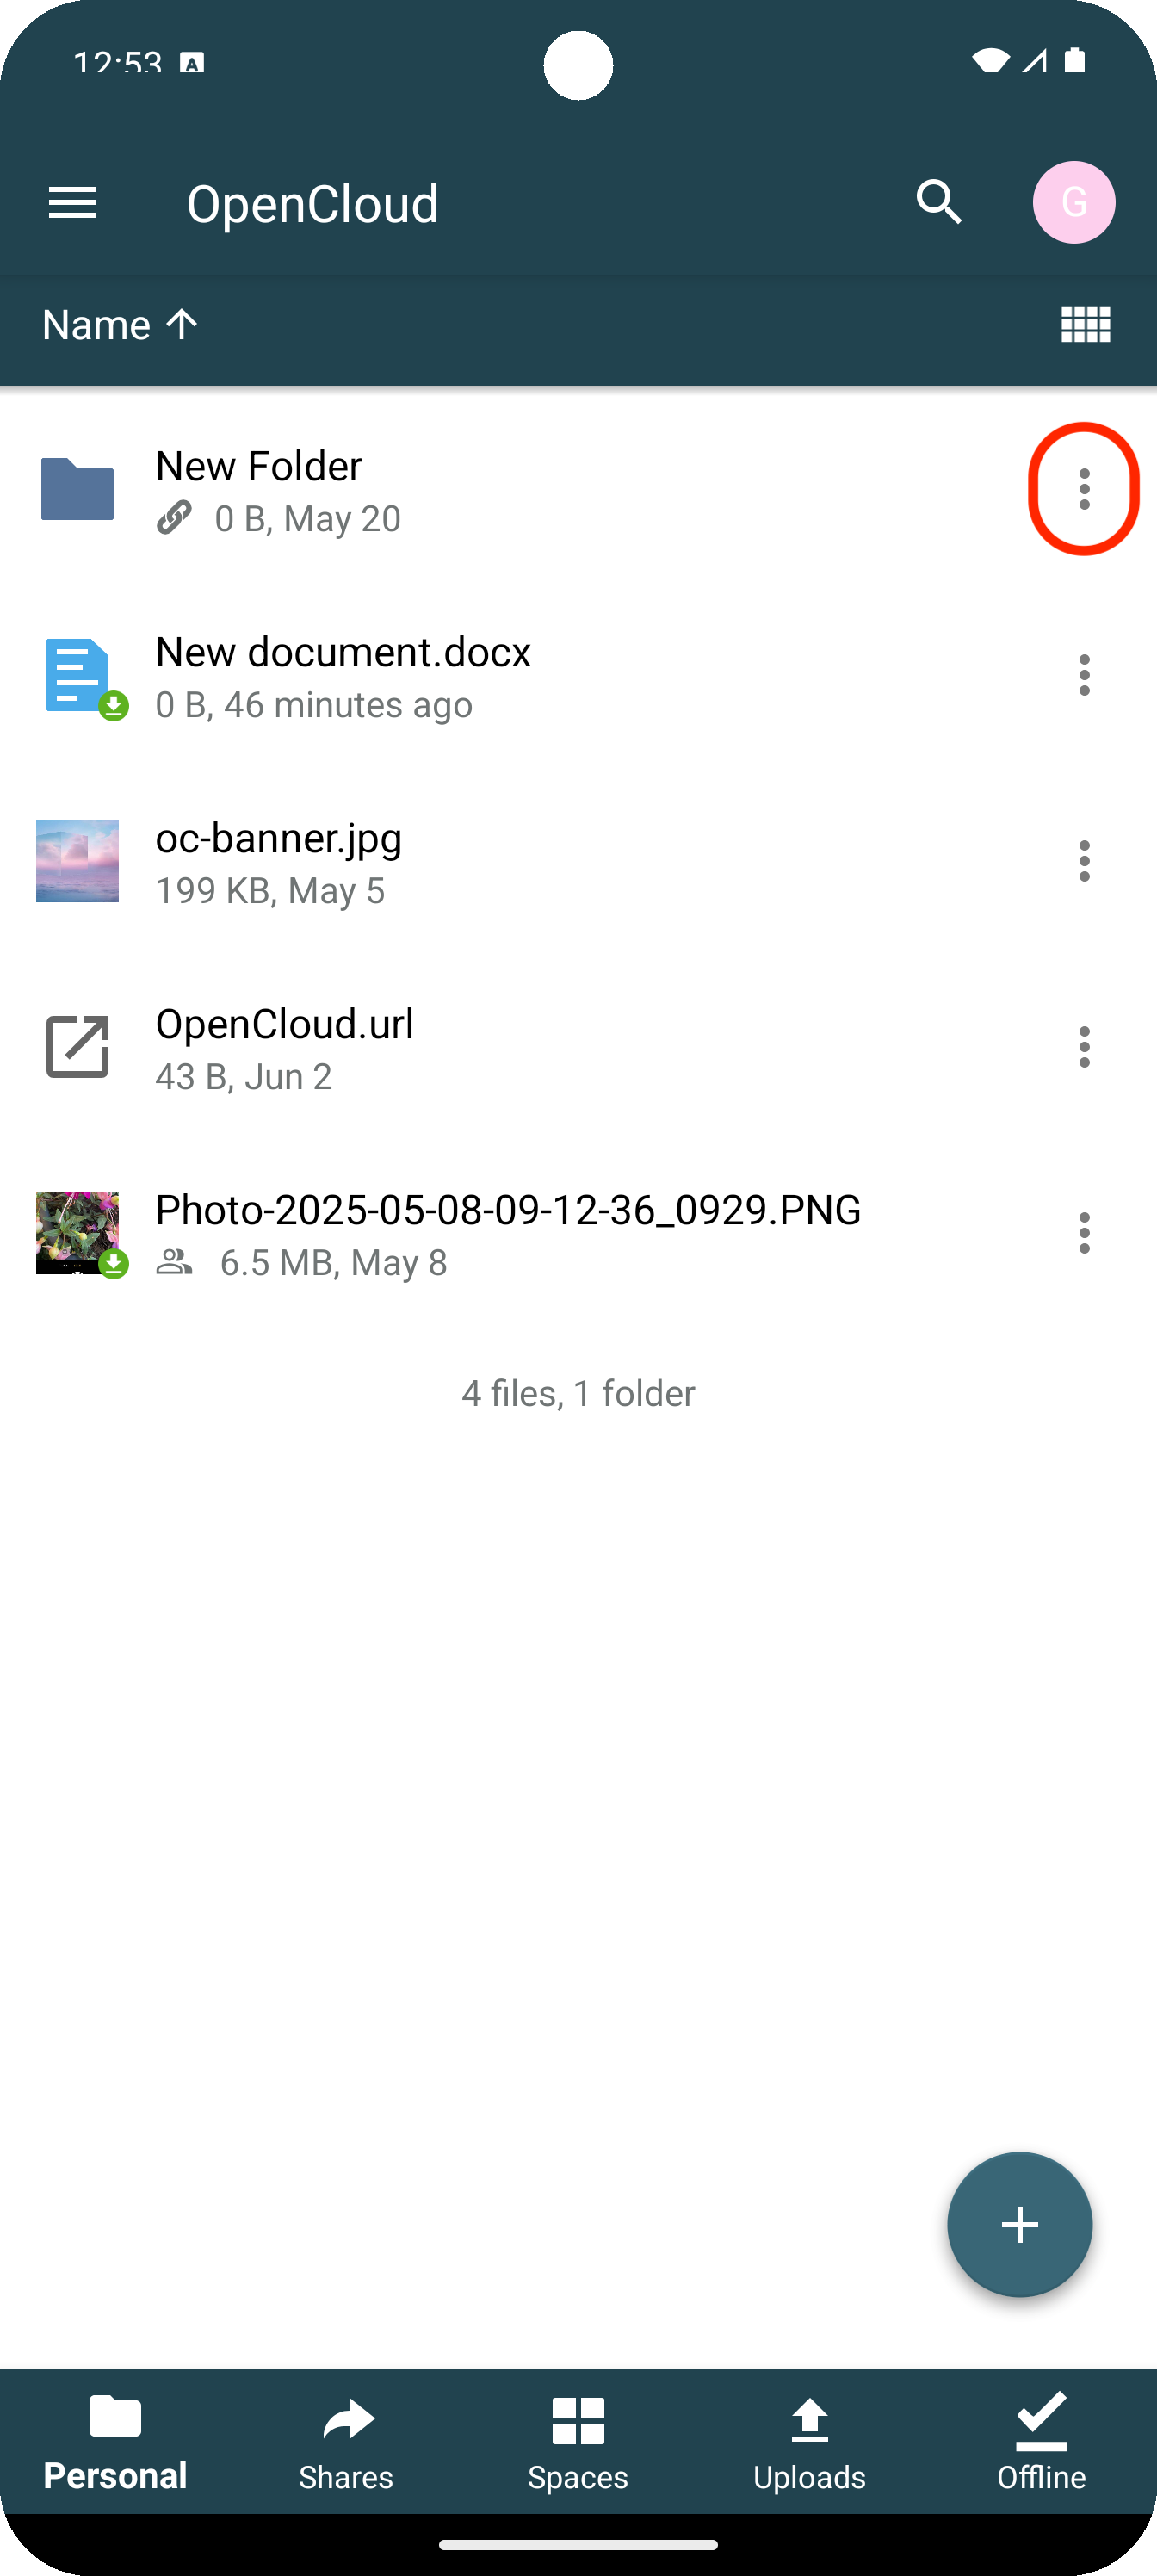 12:53 A
OpenCloud
G
Name
New Folder
0 B, May 20
New document.docx
0 B, 46 minutes ago
oc-banner.jpg
199 KB, May 5
OpenCloud.url
43 B, Jun 2
Photo-2025-05-08-09-12-36_0929.PNG
6.5 MB, May 8
4 files, 1 folder
Personal
Shares
Spaces
Uploads
Offline